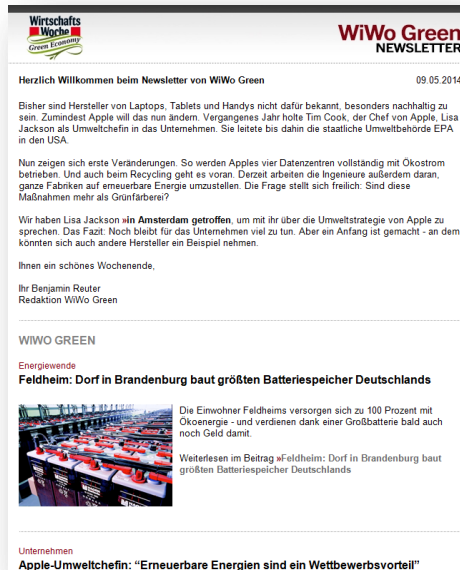 Wirtschafts
Woche
Green Economy
WiWo Green
NEWSLETTER
Herzlich Willkommen beim Newsletter von WiWo Green 09.05.2014
Bisher sind Hersteller von Laptops, Tablets und Handys nicht dafür bekannt, besonders nachhaltig zu
sein. Zumindest Apple will das nun ändern. Vergangenes Jahr holte Tim Cook, der Chef von Apple, Lisa
Jackson als Umweltchefin in das Unternehmen. Sie leitete bis dahin die staatliche Umweltbehörde EPA
in den USA.
Nun zeigen sich erste Veränderungen. So werden Apples vier Datenzentren vollständig mit Ökostrom
betrieben. Und auch beim Recycling geht es voran. Derzeit arbeiten die Ingenieure außerdem daran,
ganze Fabriken auf erneuerbare Energie umzustellen. Die Frage stellt sich freilich: Sind diese
Maßnahmen mehr als Grünfärberei?
Wir haben Lisa Jackson »in Amsterdam getroffen, um mit ihr über die Umweltstrategie von Apple zu
sprechen. Das Fazit: Noch bleibt für das Unternehmen viel zu tun. Aber ein Anfang ist gemacht - an dem
könnten sich auch andere Hersteller ein Beispiel nehmen.
Ihnen ein schönes Wochenende,
Ihr Benjamin Reuter
Redaktion WiWo Green
WIWO GREEN
Energiewende
Feldheim: Dorf in Brandenburg baut größten Batteriespeicher Deutschlands
Die Einwohner Feldheims versorgen sich zu 100 Prozent mit
Ökoenergie - und verdienen dank einer Großbatterie bald auch
noch Geld damit.
Weiterlesen im Beitrag »Feldheim: Dorf in Brandenburg baut
größten Batteriespeicher Deutschlands
Unternehmen
Apple-Umweltchefin: “Erneuerbare Energien sind ein Wettbewerbsvorteil”